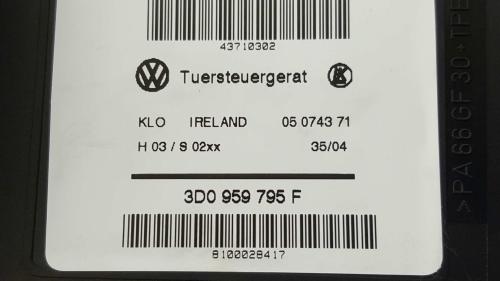 43710302
Tuersteuergerat
KLO IRELAND 05 0743 71
H 03 / S 02xx 35/04
3D0 959 795 F
8100028417
>PA 66 GF 30+TPE